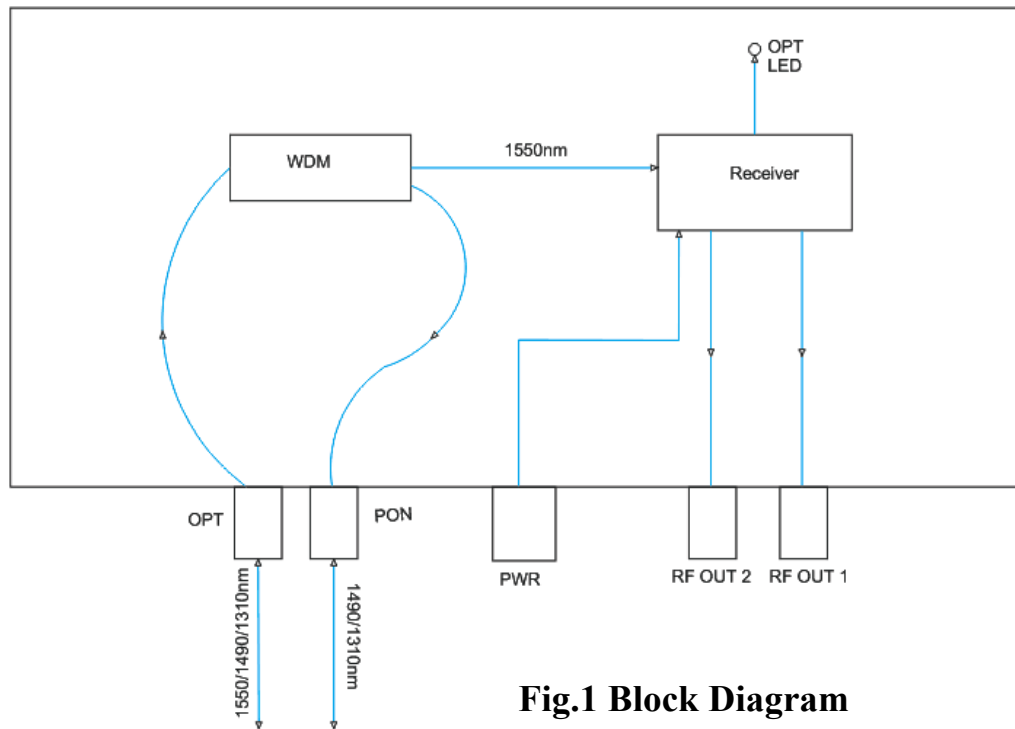 OPT
LED
WDM
1550nm
Receiver
OPT
PON
PWR
RF OUT 2
RF OUT 1
1550/1490/1310nm
1490/1310nm
Fig.1 Block Diagram